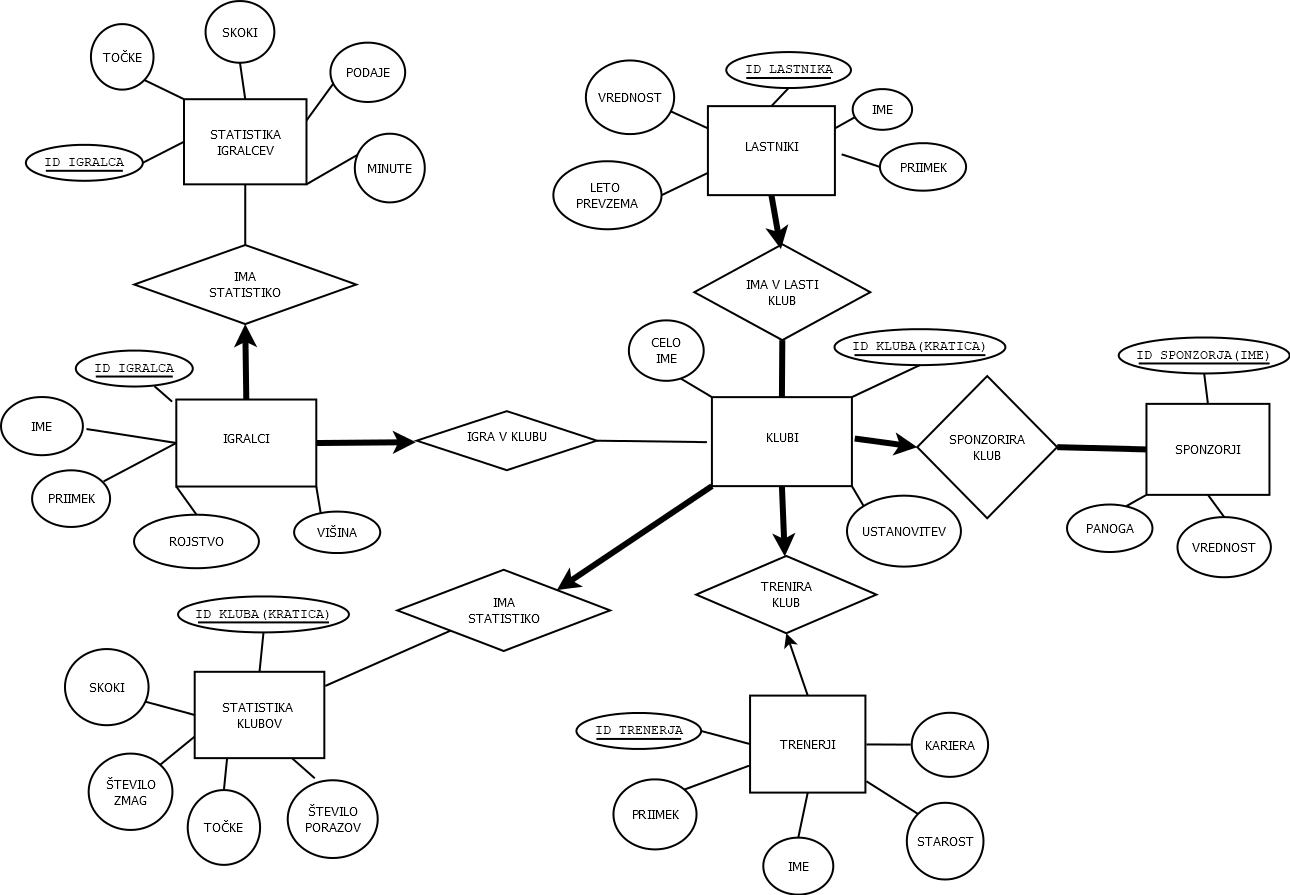 SKOKI
TOČKE
PODAJE
STATISTIKA
IGRALCEV
ID IGRALCA
MINUTE
IMA
STATISTIKO
ID LASTNIKA
VREDNOST
IME
LASTNIKI
PRIIMEK
LETO
PREVZEMA
IMA V LASTI
KLUB
ID IGRALCA
IME
IGRALCI
PRIIMEK
ROJSTVO
VIŠINA
IGRA V KLUBU
CELO
IME
ID KLUBA(KRATICA)
KLUBI
USTANOVITEV
SPONZORIRA
KLUB
ID SPONZORJA(IME)
SPONZORJI
PANOGA
VREDNOST
IMA
STATISTIKO
TRENIRA
KLUB
ID KLUBA(KRATICA)
SKOKI
STATISTIKA
KLUBOV
ŠTEVILO
ZMAG
TOČKE
ŠTEVILO
PORAZOV
ID TRENERJA
TRENERJI
KARIERA
PRIIMEK
IME
STAROST